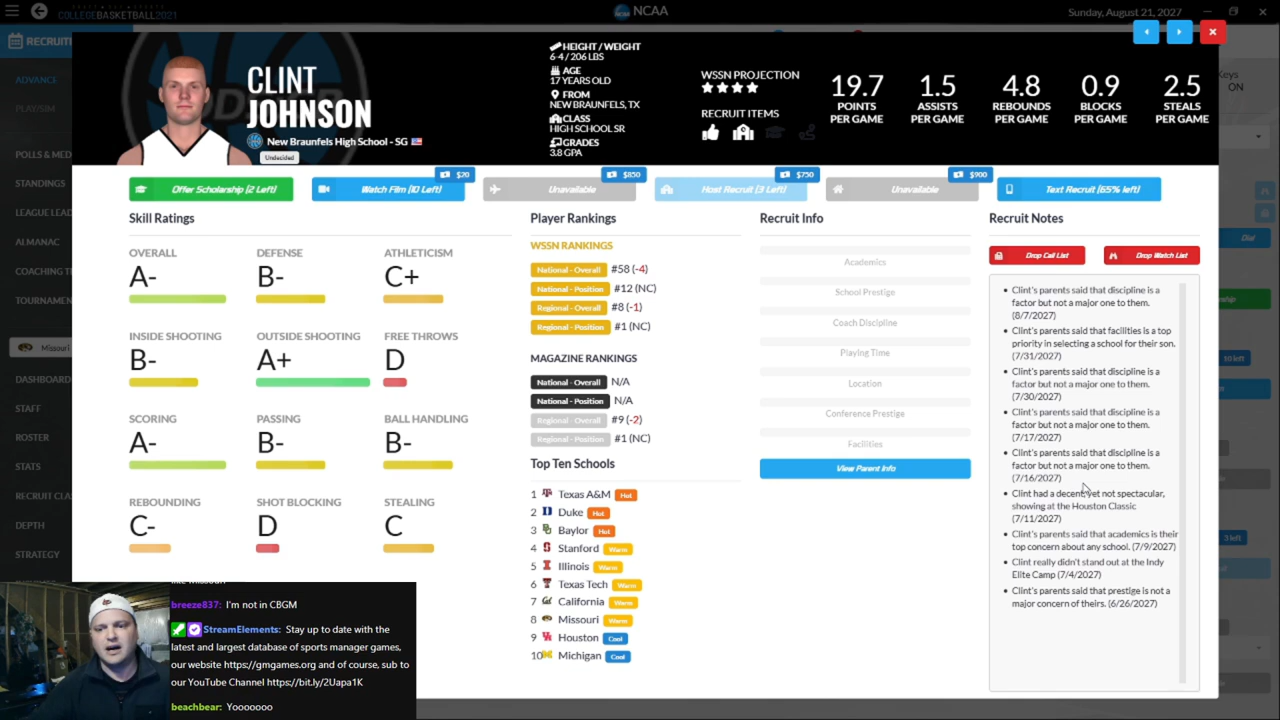 COLLEGEBASKETBALL2021
NCAA
Sunday, August 21, 2027
RECRUITI
ADVANCE
PLAY/SIM
POLLS & MED
STANDINGS
LEAGUE LEAD
ALMANAC
COACHING T
TOURNAMEN
Missouri
DASHBOARD
STAFF
ROSTER
STATS
RECRUIT CLA
DEPTH
STRATEGY
Keys
ON
Dial
10 left
3 left
CLINT
JOHNSON
New Braunfels High School - SG
Undecided
HEIGHT / WEIGHT
6-4 / 206 LBS
AGE
17 YEARS OLD
FROM
NEW BRAUNFELS, TX
CLASS
HIGH SCHOOL SR
GRADES
3.8 GPA
WSSN PROJECTION
RECRUIT ITEMS
19.7
POINTS
PER GAME
1.5
ASSISTS
PER GAME
4.8
REBOUNDS
PER GAME
0.9
BLOCKS
PER GAME
2.5
STEALS
PER GAME
Offer Scholarship (2 Left)
$20
Watch Film (10 Left)
$850
Unavailable
$750
Host Recruit (3 Left)
$900
Unavailable
Text Recruit (65% left)
Skill Ratings
OVERALL
A-
DEFENSE
B-
ATHLETICISM
C+
INSIDE SHOOTING
B-
OUTSIDE SHOOTING
A+
FREE THROWS
D
SCORING
A-
PASSING
B-
BALL HANDLING
B-
REBOUNDING
C-
SHOT BLOCKING
D
STEALING
C
Player Rankings
WSSN RANKINGS
National - Overall #58 (-4)
National - Position #12 (NC)
Regional - Overall #8 (-1)
Regional - Position #1 (NC)
MAGAZINE RANKINGS
National - Overall N/A
National - Position N/A
Regional - Overall #9 (-2)
Regional - Position #1 (NC)
Top Ten Schools
1 Texas A&M Hot
2 Duke Hot
3 Baylor Hot
4 Stanford Warm
5 Illinois Warm
6 Texas Tech Warm
7 California Warm
8 Missouri Warm
9 Houston Cool
10 Michigan Cool
Recruit Info
Academics
School Prestige
Coach Discipline
Playing Time
Location
Conference Prestige
Facilities
View Parent Info
Recruit Notes
Drop Call List
Drop Watch List
Clint's parents said that discipline is a
factor but not a major one to them.
(8/7/2027)
Clint's parents said that facilities is a top
priority in selecting a school for their son.
(7/31/2027)
Clint's parents said that discipline is a
factor but not a major one to them.
(7/30/2027)
Clint's parents said that discipline is a
factor but not a major one to them.
(7/17/2027)
Clint's parents said that discipline is a
factor but not a major one to them.
(7/16/2027)
Clint had a decent, yet not spectacular,
showing at the Houston Classic
(7/11/2027)
Clint's parents said that academics is their
top concern about any school. (7/9/2027)
Clint really didn't stand out at the Indy
Elite Camp (7/4/2027)
Clint's parents said that prestige is not a
major concern of theirs. (6/26/2027)
like Missouri
breeze837: I'm not in CBGM
StreamElements: Stay up to date with the
latest and largest database of sports manager games,
our website https://gmgames.org and of course, sub to
our YouTube Channel https://bit.ly/2Uapa1K
beachbear: Yooooooo